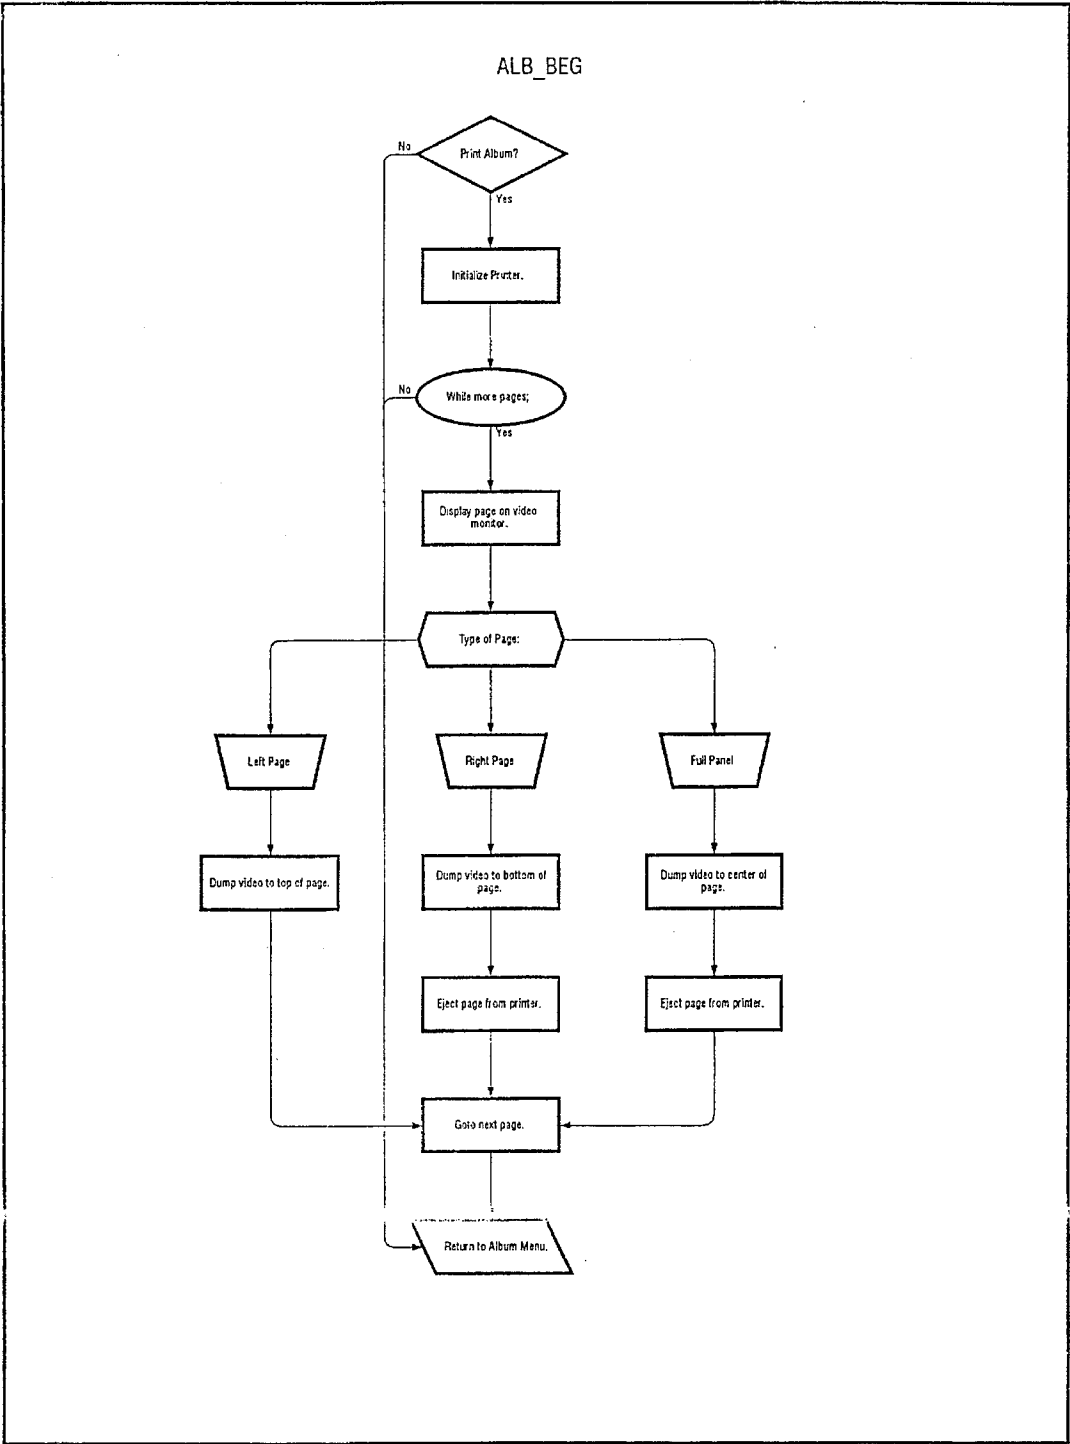 ALB_BEG
No
Print Album?
Yes
Initialize Printer.
No
While more pages;
Yes
Display page on video
monitor.
Type of Page:
Left Page
Right Page
Full Panel
Dump video to top of page.
Dump video to bottom of
page.
Dump video to center of
page.
Eject page from printer.
Eject page from printer.
Goto next page.
Return to Album Menu.